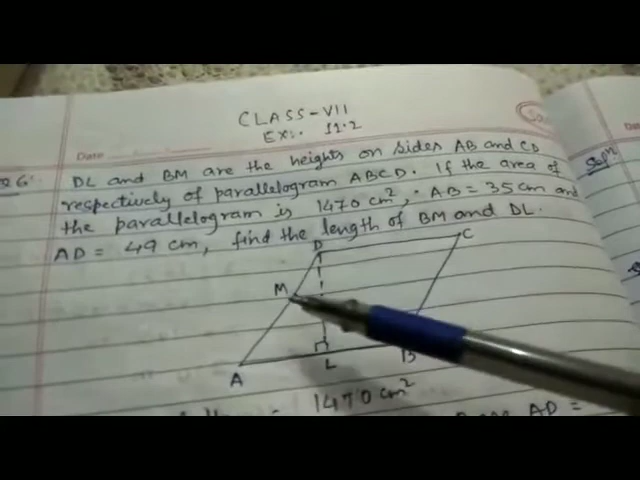 CLASS-VII
Ex:. 11.2
Date
Q 6:- DL and BM are the heights on sides AB and CD
respectively of parallelogram ABCD. If the area of
the parallelogram is 1470 cm², AB = 35 cm and
AD = 49 cm, find the length of BM and DL.
D
C
M
A
L
B
1470 cm²
AD =